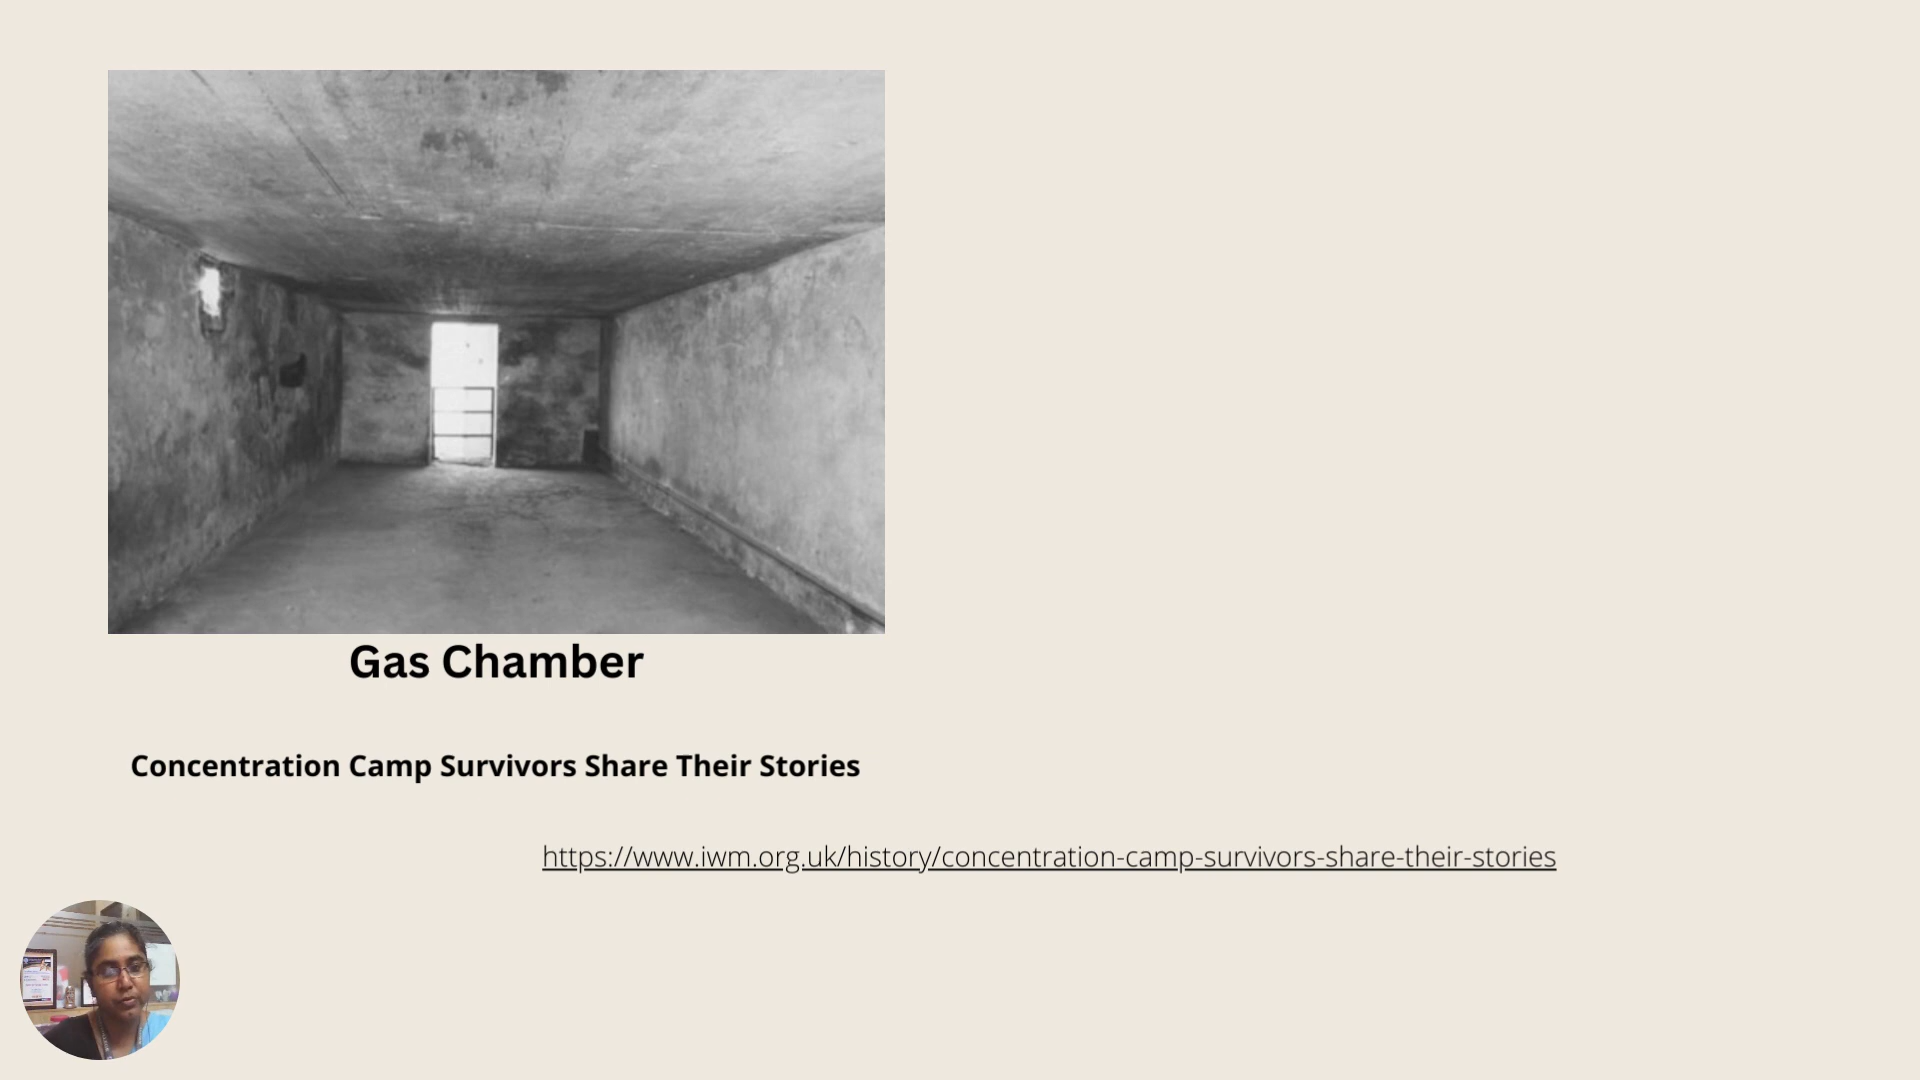 Gas Chamber
Concentration Camp Survivors Share Their Stories
https://www.iwm.org.uk/history/concentration-camp-survivors-share-their-stories